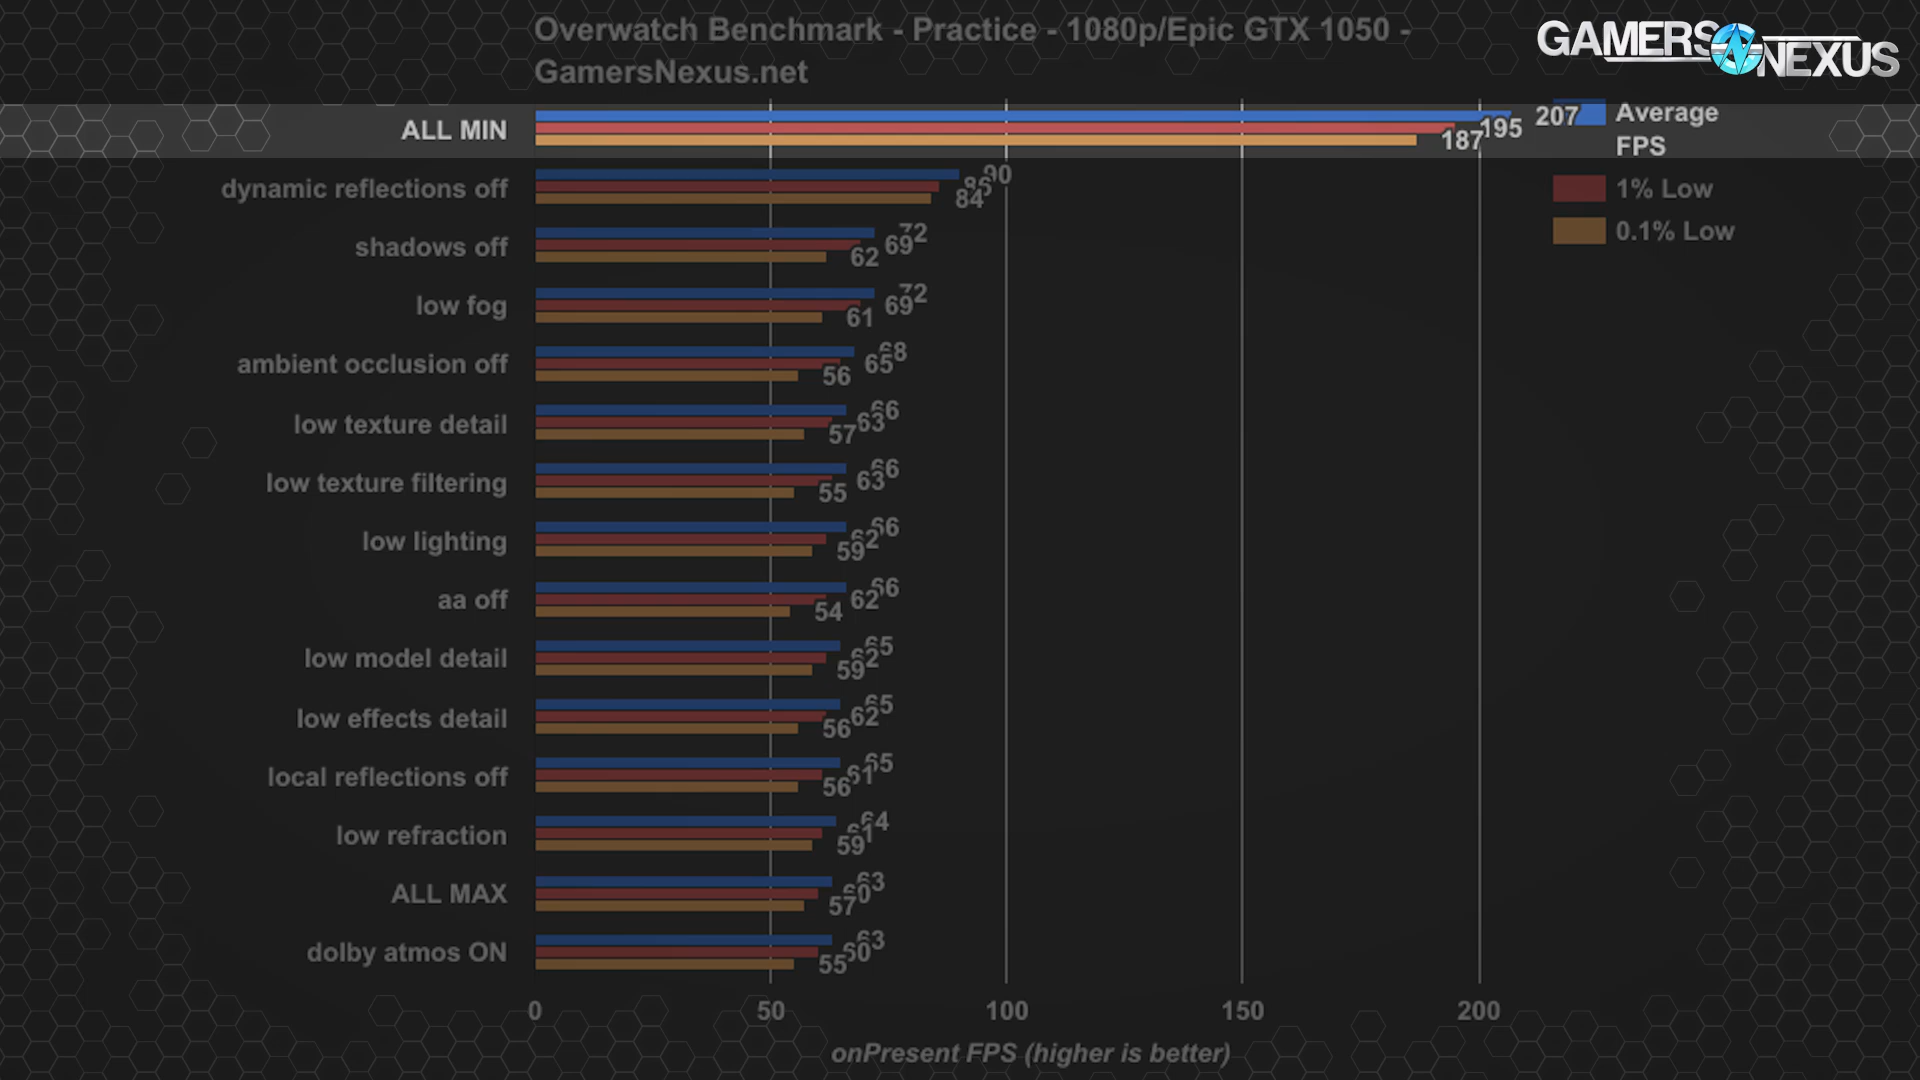 Overwatch Benchmark - Practice - 1080p/Epic GTX 1050 -
GamersNexus.net
GAMERS NEXUS
Average
FPS
1% Low
0.1% Low
ALL MIN 207 195 187
dynamic reflections off 90 86 84
shadows off 72 69 62
low fog 72 69 61
ambient occlusion off 68 65 56
low texture detail 66 63 57
low texture filtering 66 63 55
low lighting 66 62 59
aa off 66 62 54
low model detail 65 62 59
low effects detail 65 62 56
local reflections off 65 61 56
low refraction 64 61 59
ALL MAX 63 60 57
dolby atmos ON 63 60 55
0 50 100 150 200
onPresent FPS (higher is better)